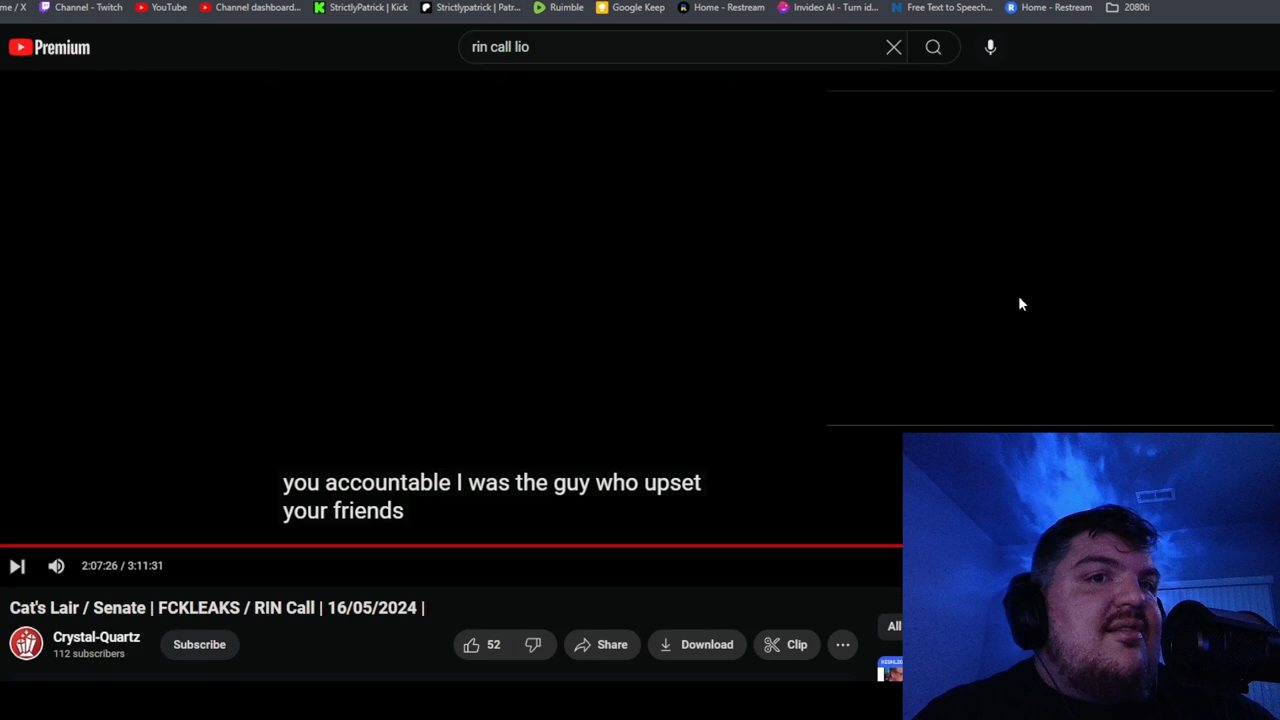 me / X Channel - Twitch YouTube Channel dashboard... StrictlyPatrick | Kick Strictlypatrick | Patr... Rumble Google Keep Home - Restream Invideo AI - Turn id... Free Text to Speech... Home - Restream 2080ti
Premium
rin call lio
you accountable I was the guy who upset
your friends
2:07:26 / 3:11:31
Cat's Lair / Senate | FCKLEAKS / RIN Call | 16/05/2024 |
Crystal-Quartz
112 subscribers
Subscribe
52
Share
Download
Clip
All